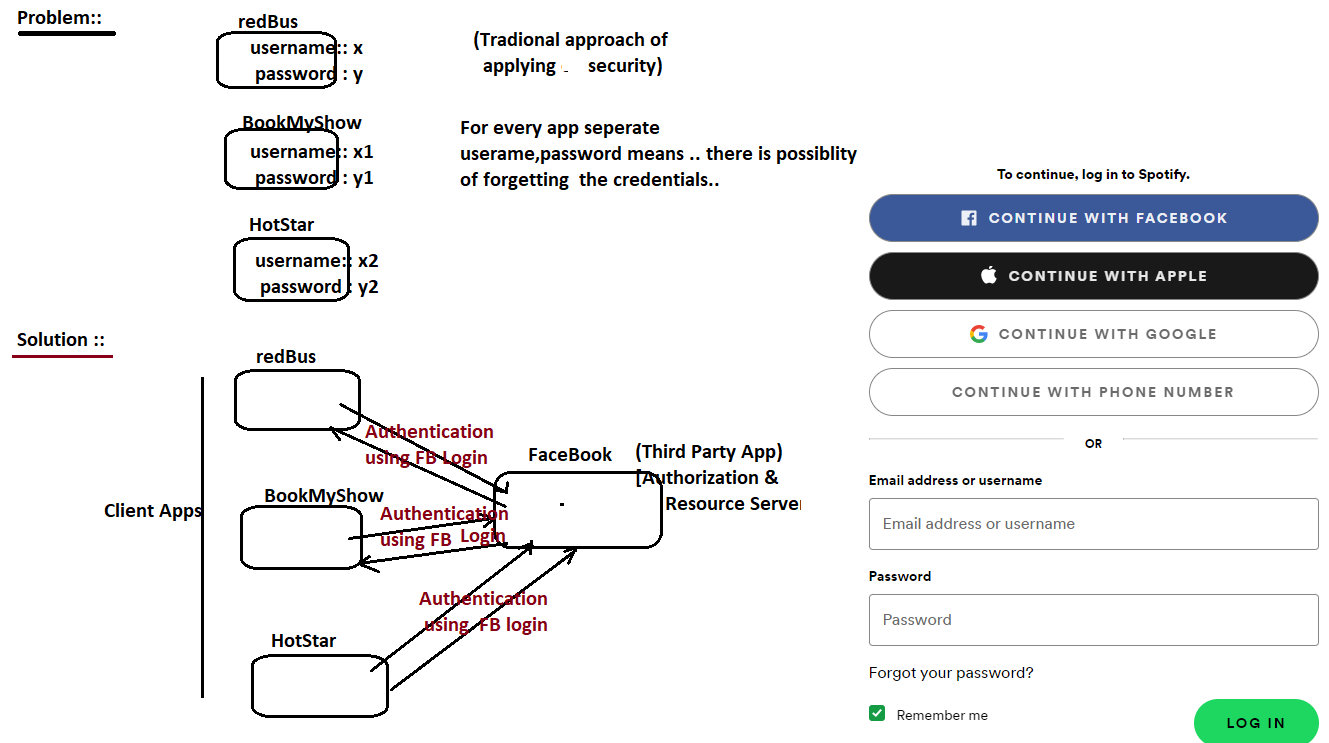 Problem::
redBus
username:: x
password : y
(Tradional approach of
applying - security)
BookMyShow
username:: x1
password : y1
For every app seperate
userame,password means .. there is possiblity
of forgetting the credentials..
HotStar
username:: x2
password : y2
Solution ::
redBus
Authentication
using FB Login
Client Apps
BookMyShow
Authentication
using FB Login
FaceBook
(Third Party App)
[Authorization &
Resource Server
Authentication
using FB login
HotStar
To continue, log in to Spotify.
CONTINUE WITH FACEBOOK
CONTINUE WITH APPLE
CONTINUE WITH GOOGLE
CONTINUE WITH PHONE NUMBER
OR
Email address or username
Email address or username
Password
Password
Forgot your password?
Remember me
LOG IN